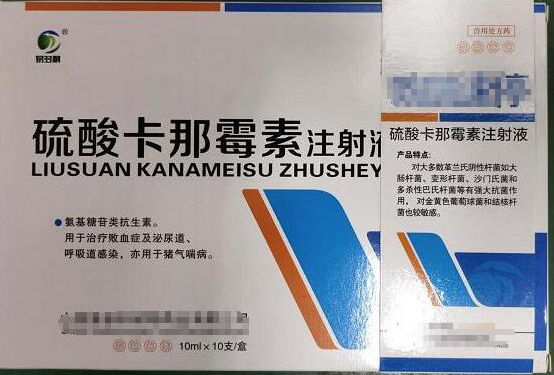 ®
硫酸卡那霉素注射
LIUSUAN KANAMEISU ZHUSHEY
●氨基糖苷类抗生素。
用于治疗败血症及泌尿道、
呼吸道感染，亦用于猪气喘病。
10ml×10支/盒
兽用处方药
硫酸卡那霉素注射液
产品特点：
对大多数革兰氏阴性杆菌如大
肠杆菌、变形杆菌、沙门氏菌和
多杀性巴氏杆菌等有强大抗菌作
用，对金黄色葡萄球菌和结核杆
菌也较敏感。